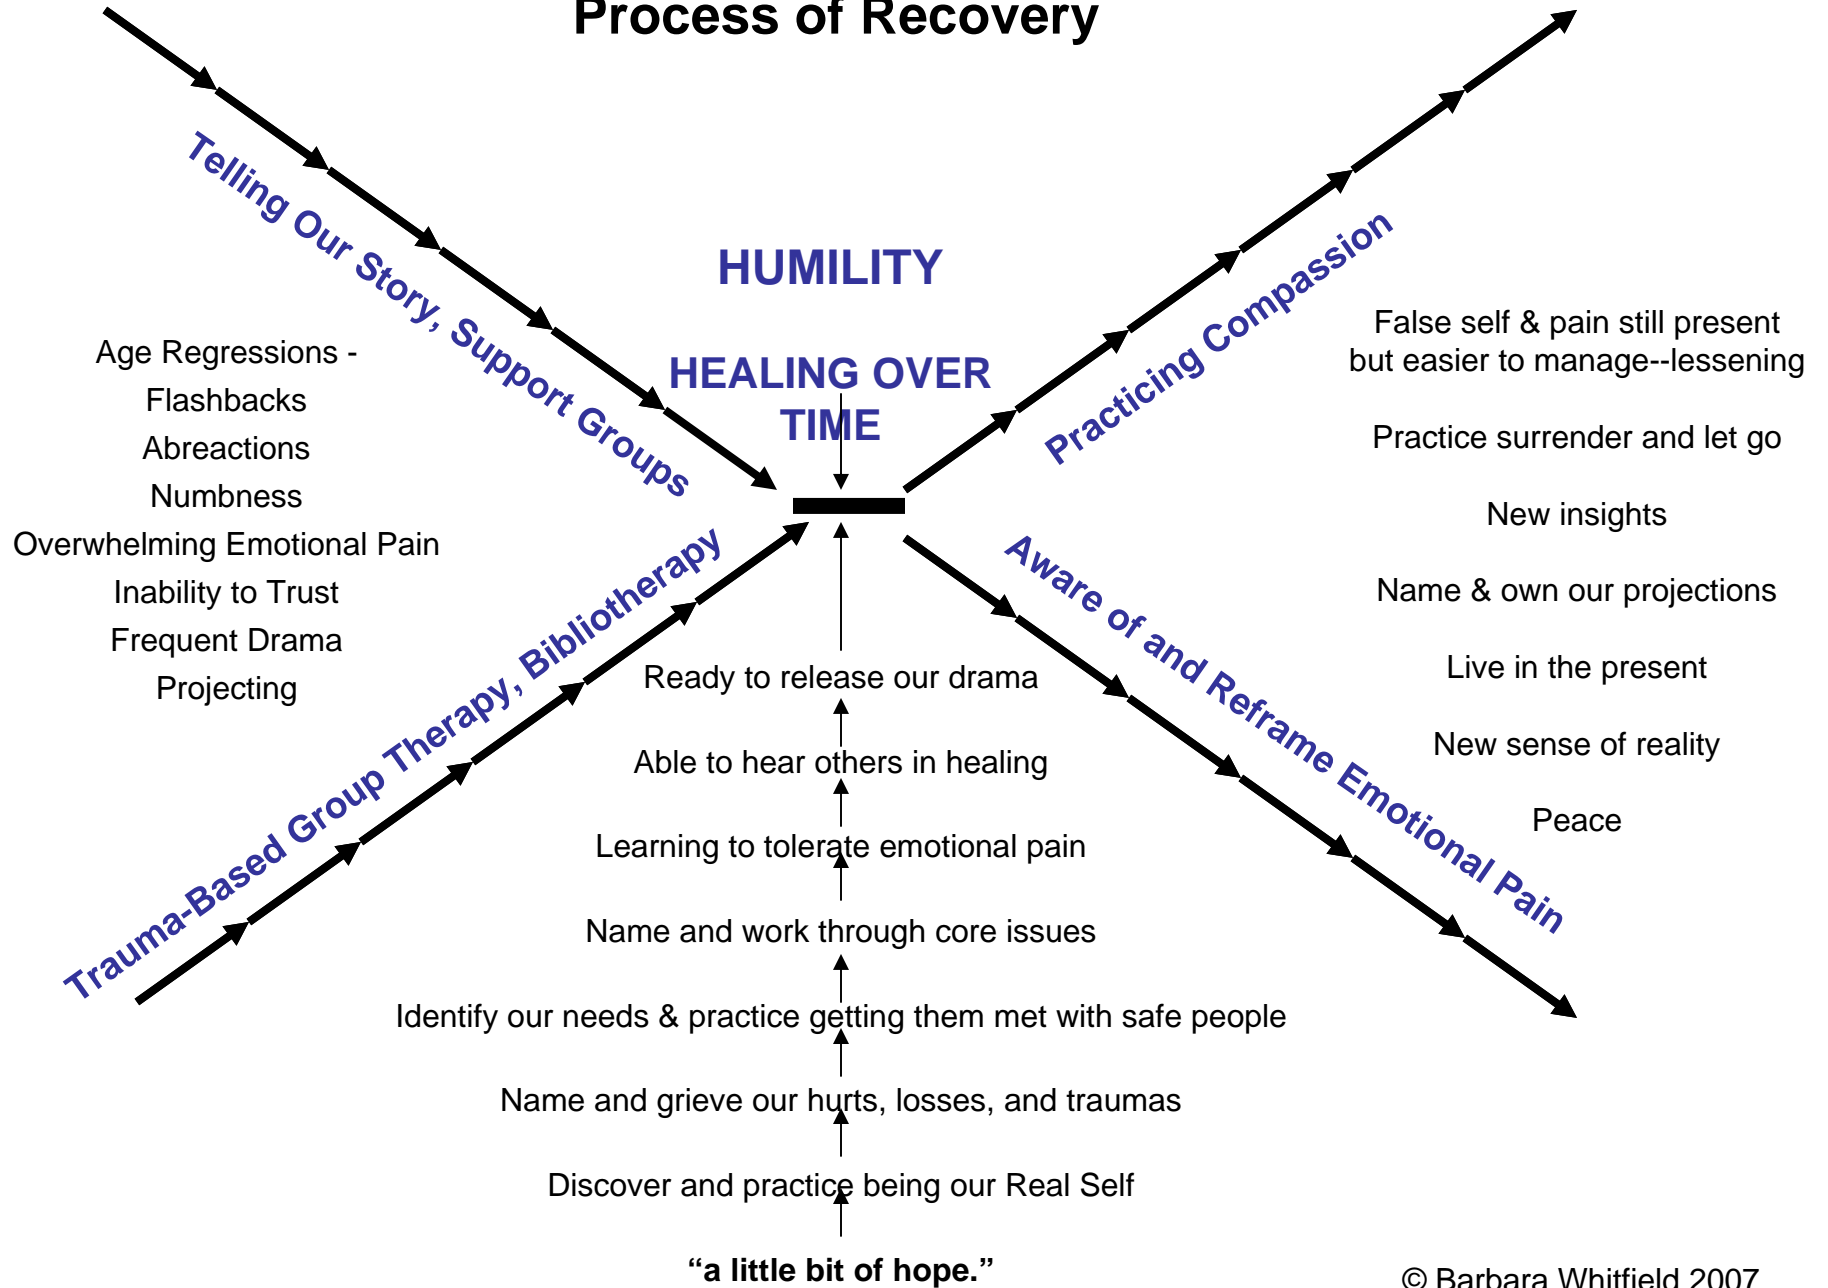 Process of Recovery
Telling Our Story, Support Groups
HUMILITY
HEALING OVER
TIME
Practicing Compassion
Age Regressions -
Flashbacks
Abreactions
Numbness
Overwhelming Emotional Pain
Inability to Trust
Frequent Drama
Projecting
Trauma-Based Group Therapy, Bibliotherapy
Ready to release our drama
Able to hear others in healing
Learning to tolerate emotional pain
Name and work through core issues
Identify our needs & practice getting them met with safe people
Name and grieve our hurts, losses, and traumas
Discover and practice being our Real Self
“a little bit of hope.”
Aware of and Reframe Emotional Pain
False self & pain still present
but easier to manage--lessening
Practice surrender and let go
New insights
Name & own our projections
Live in the present
New sense of reality
Peace
© Barbara Whitfield 2007